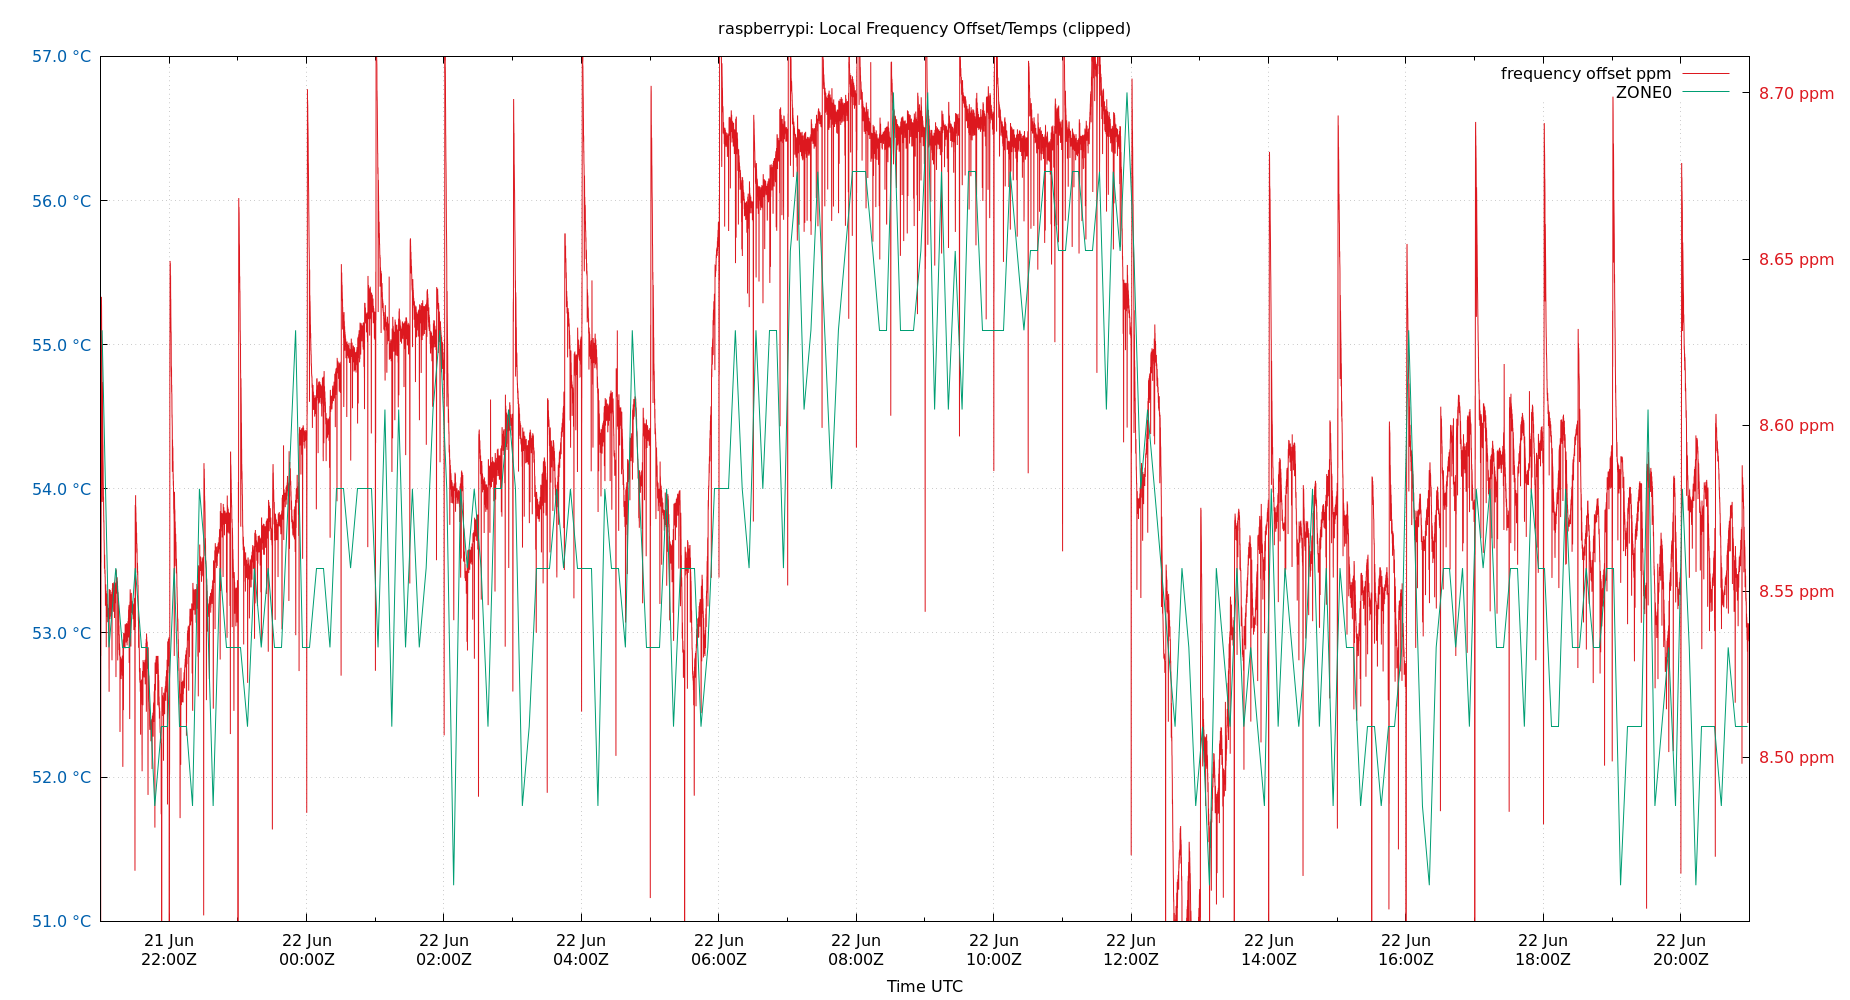 raspberrypi: Local Frequency Offset/Temps (clipped)
57.0 °C
56.0 °C
55.0 °C
54.0 °C
53.0 °C
52.0 °C
51.0 °C
frequency offset ppm
ZONE0
8.70 ppm
8.65 ppm
8.60 ppm
8.55 ppm
8.50 ppm
21 Jun
22:00Z
22 Jun
00:00Z
22 Jun
02:00Z
22 Jun
04:00Z
22 Jun
06:00Z
22 Jun
08:00Z
22 Jun
10:00Z
22 Jun
12:00Z
22 Jun
14:00Z
22 Jun
16:00Z
22 Jun
18:00Z
22 Jun
20:00Z
Time UTC